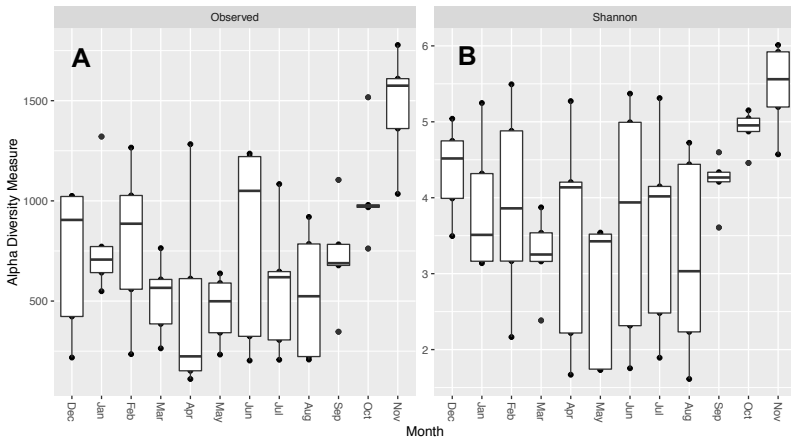 Observed
Shannon
A
B
Alpha Diversity Measure
1500
1000
500
6
5
4
3
2
Dec Jan Feb Mar Apr May Jun Jul Aug Sep Oct Nov
Dec Jan Feb Mar Apr May Jun Jul Aug Sep Oct Nov
Month